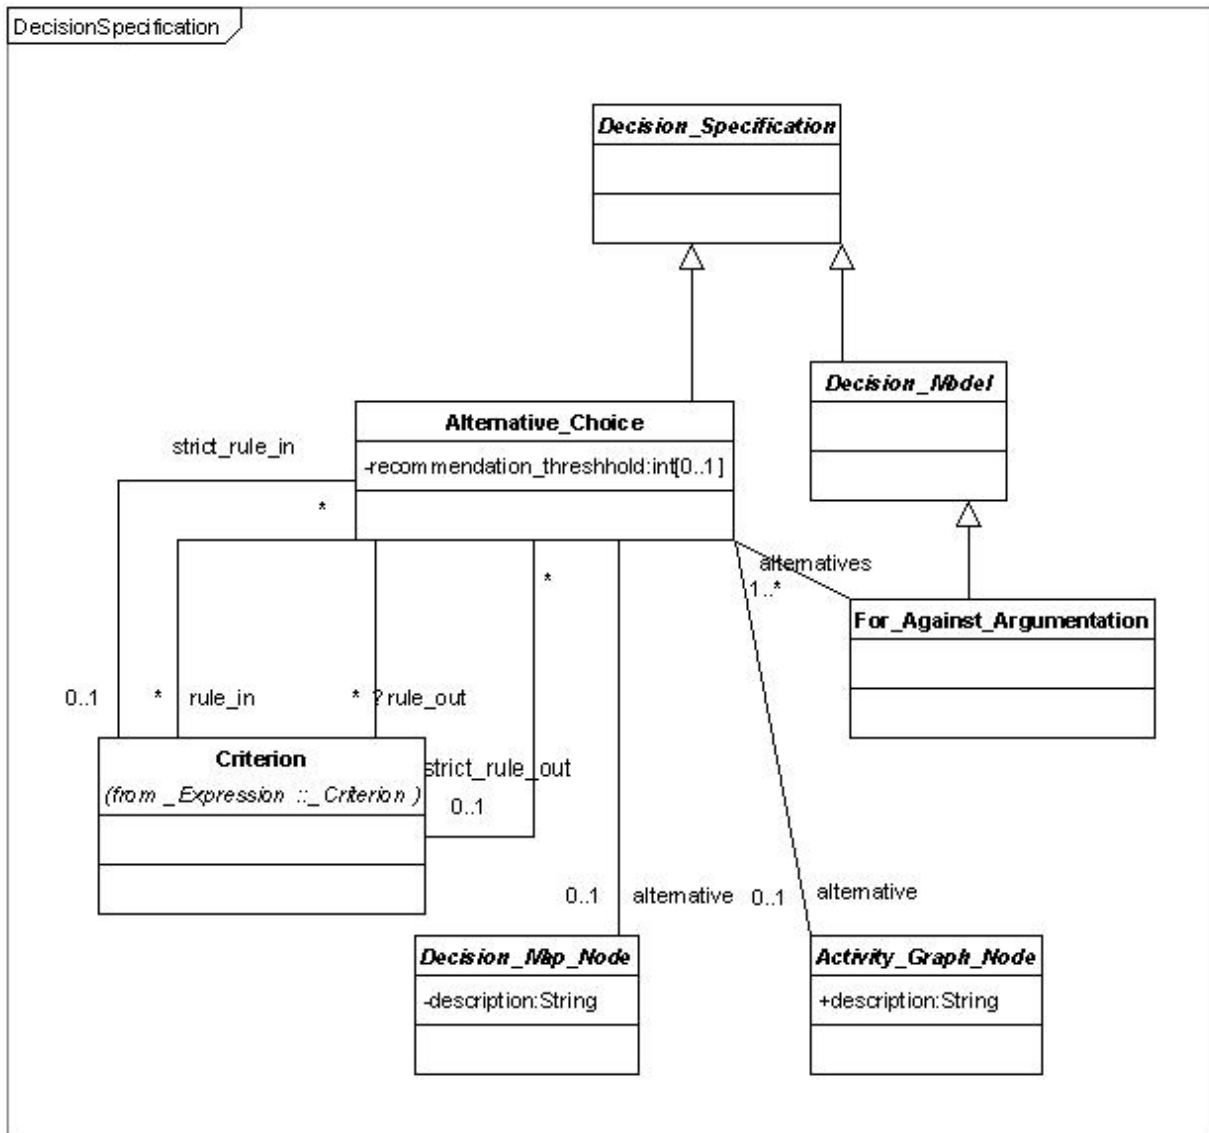 DecisionSpecification
Decision_Specification
Decision_Model
Alternative_Choice
-recommendation_threshhold:int[0..1]
strict_rule_in
*
*
alternatives
1..*
For_Against_Argumentation
0..1
*
rule_in
*
?rule_out
Criterion
(from _Expression ::_Criterion )
strict_rule_out
0..1
0..1
alternative
0..1
alternative
Decision_Map_Node
-description:String
Activity_Graph_Node
+description:String